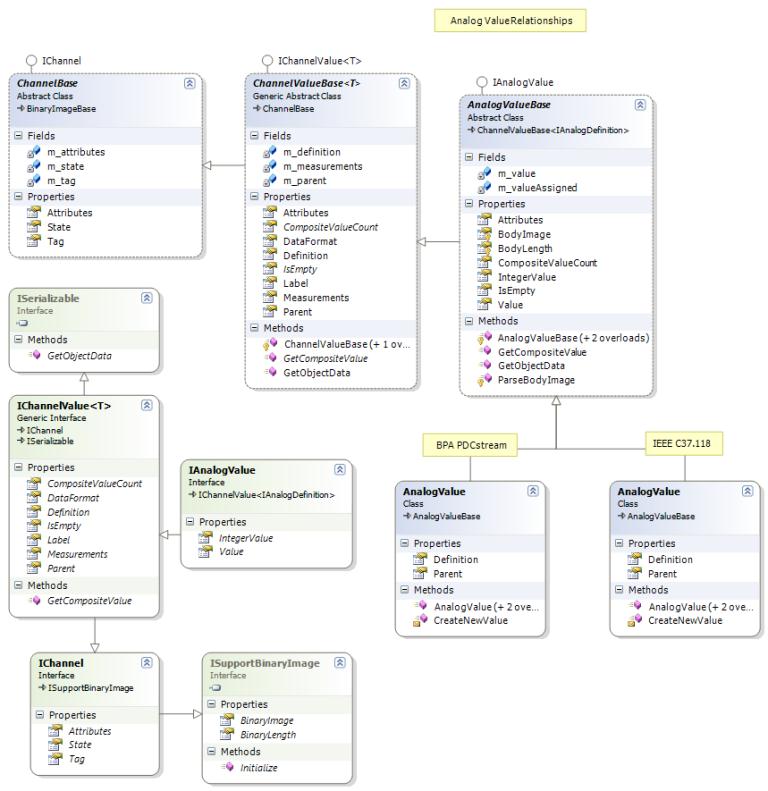 Analog ValueRelationships
IChannel
ChannelBase
Abstract Class
BinaryImageBase
Fields
m_attributes
m_state
m_tag
Properties
Attributes
State
Tag
IChannelValue<T>
ChannelValueBase<T>
Generic Abstract Class
ChannelBase
Fields
m_definition
m_measurements
m_parent
Properties
Attributes
CompositeValueCount
DataFormat
Definition
IsEmpty
Label
Measurements
Parent
Methods
ChannelValueBase (+ 1 ov...
GetCompositeValue
GetObjectData
IAnalogValue
AnalogValueBase
Abstract Class
ChannelValueBase<IAnalogDefinition>
Fields
m_value
m_valueAssigned
Properties
Attributes
BodyImage
BodyLength
CompositeValueCount
IntegerValue
IsEmpty
Value
Methods
AnalogValueBase (+ 2 overloads)
GetCompositeValue
GetObjectData
ParseBodyImage
ISerializable
Interface
Methods
GetObjectData
IChannelValue<T>
Generic Interface
IChannel
ISerializable
Properties
CompositeValueCount
DataFormat
Definition
IsEmpty
Label
Measurements
Parent
Methods
GetCompositeValue
IAnalogValue
Interface
IChannelValue<IAnalogDefinition>
Properties
IntegerValue
Value
BPA PDCstream
IEEE C37.118
AnalogValue
Class
AnalogValueBase
Properties
Definition
Parent
Methods
AnalogValue (+ 2 ove...
CreateNewValue
AnalogValue
Class
AnalogValueBase
Properties
Definition
Parent
Methods
AnalogValue (+ 2 ove...
CreateNewValue
IChannel
Interface
ISupportBinaryImage
Properties
Attributes
State
Tag
ISupportBinaryImage
Interface
Properties
BinaryImage
BinaryLength
Methods
Initialize